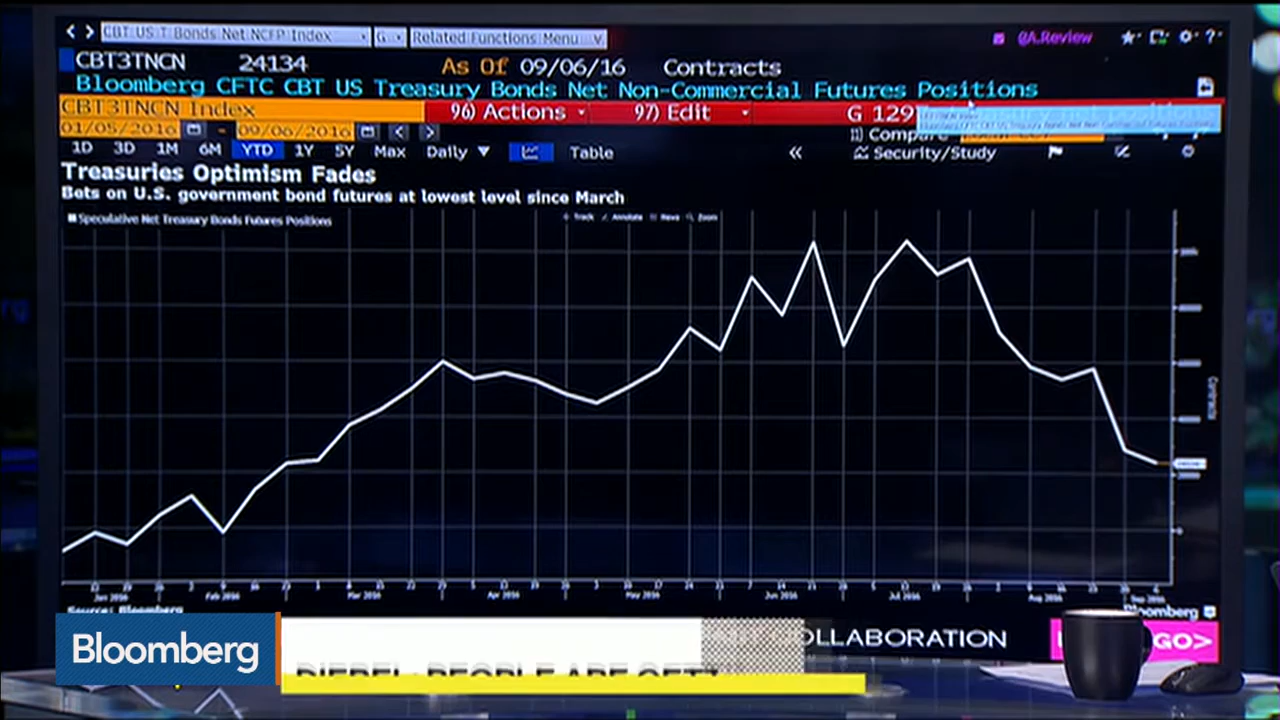 CBT US T Bonds Net NCFP Index G Related Functions Menu @A.Review
CBT3TNCN 24134 As Of 09/06/16 Contracts
Bloomberg CFTC CBT US Treasury Bonds Net Non-Commercial Futures Positions
CBT3TNCN Index 96) Actions 97) Edit G 129
01/05/2016 - 09/06/2016
1D 3D 1M 6M YTD 1Y 5Y Max Daily Table Security/Study
Treasuries Optimism Fades
Bets on U.S. government bond futures at lowest level since March
Speculative Net Treasury Bonds Futures Positions Track Annotate News Zoom
Contracts
0
Jan 2016 Feb 2016 Mar 2016 Apr 2016 May 2016 Jun 2016 Jul 2016 Aug 2016 Sep 2016
Source: Bloomberg Bloomberg
Bloomberg
OLLABORATION
GO>